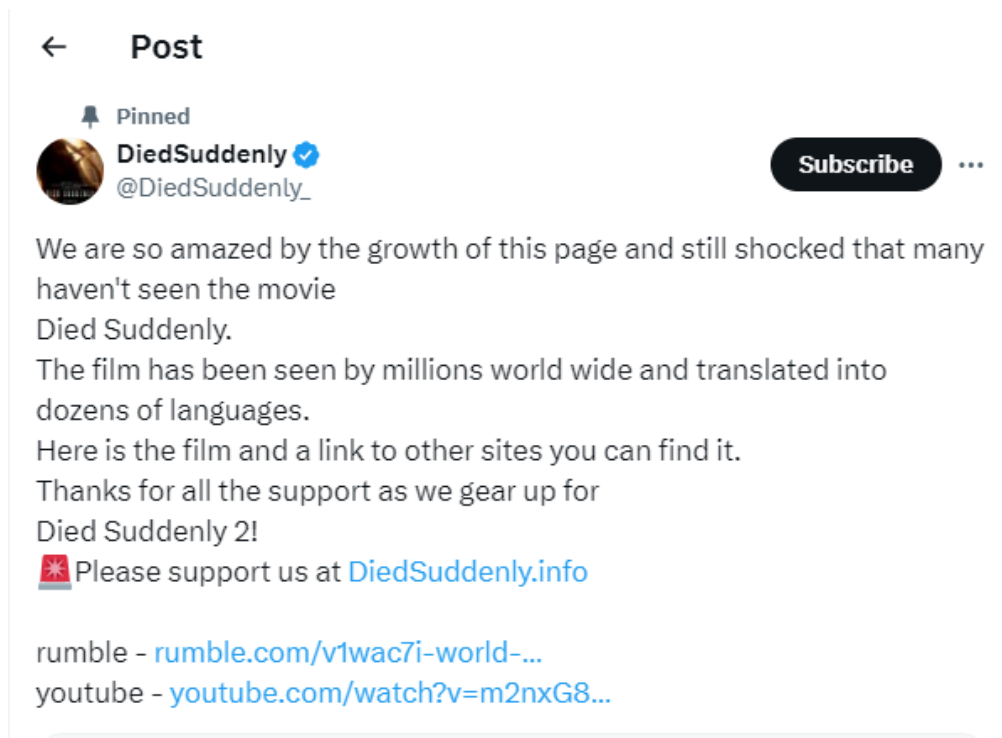 Post
Pinned
DiedSuddenly
@DiedSuddenly_
Subscribe
We are so amazed by the growth of this page and still shocked that many
haven't seen the movie
Died Suddenly.
The film has been seen by millions world wide and translated into
dozens of languages.
Here is the film and a link to other sites you can find it.
Thanks for all the support as we gear up for
Died Suddenly 2!
🚨Please support us at DiedSuddenly.info
rumble - rumble.com/v1wac7i-world-...
youtube - youtube.com/watch?v=m2nxG8...